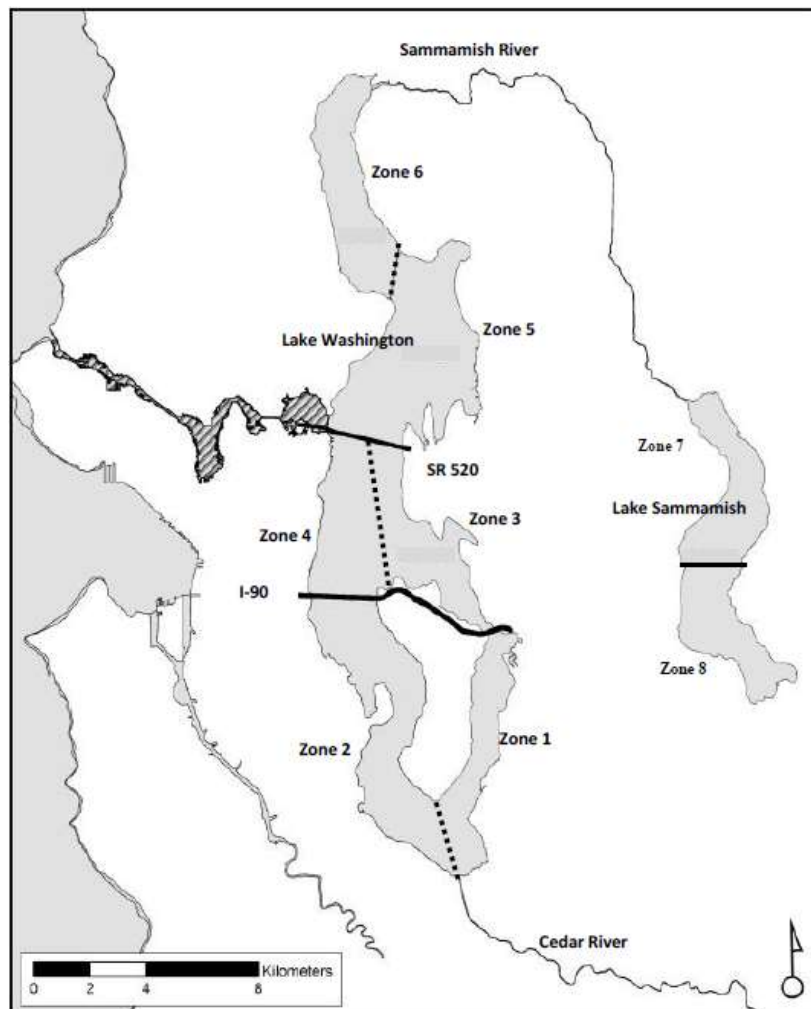 Sammamish River
Zone 6
Lake Washington
Zone 5
Zone 7
SR 520
Lake Sammamish
Zone 4
Zone 3
I-90
Zone 8
Zone 2
Zone 1
Cedar River
Kilometers
0 2 4 8